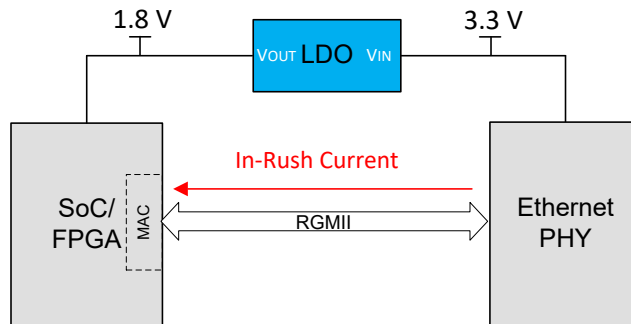 1.8 V
3.3 V
VOUT LDO VIN
In-Rush Current
SoC/
FPGA
MAC
RGMII
Ethernet
PHY